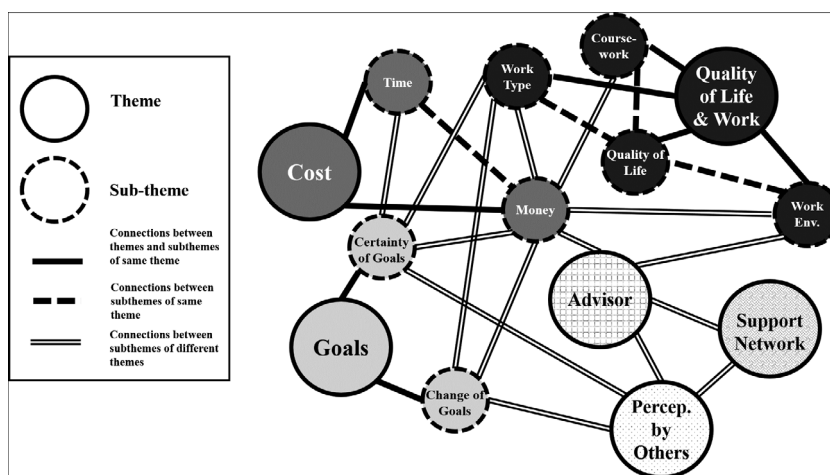 Theme
Sub-theme
Connections between
themes and subthemes
of same theme
Connections between
subthemes of same
theme
Connections between
subthemes of different
themes
Course-
work
Quality
of Life
& Work
Work
Type
Time
Quality of
Life
Cost
Money
Work
Env.
Certainty
of Goals
Advisor
Support
Network
Goals
Change of
Goals
Percep.
by
Others